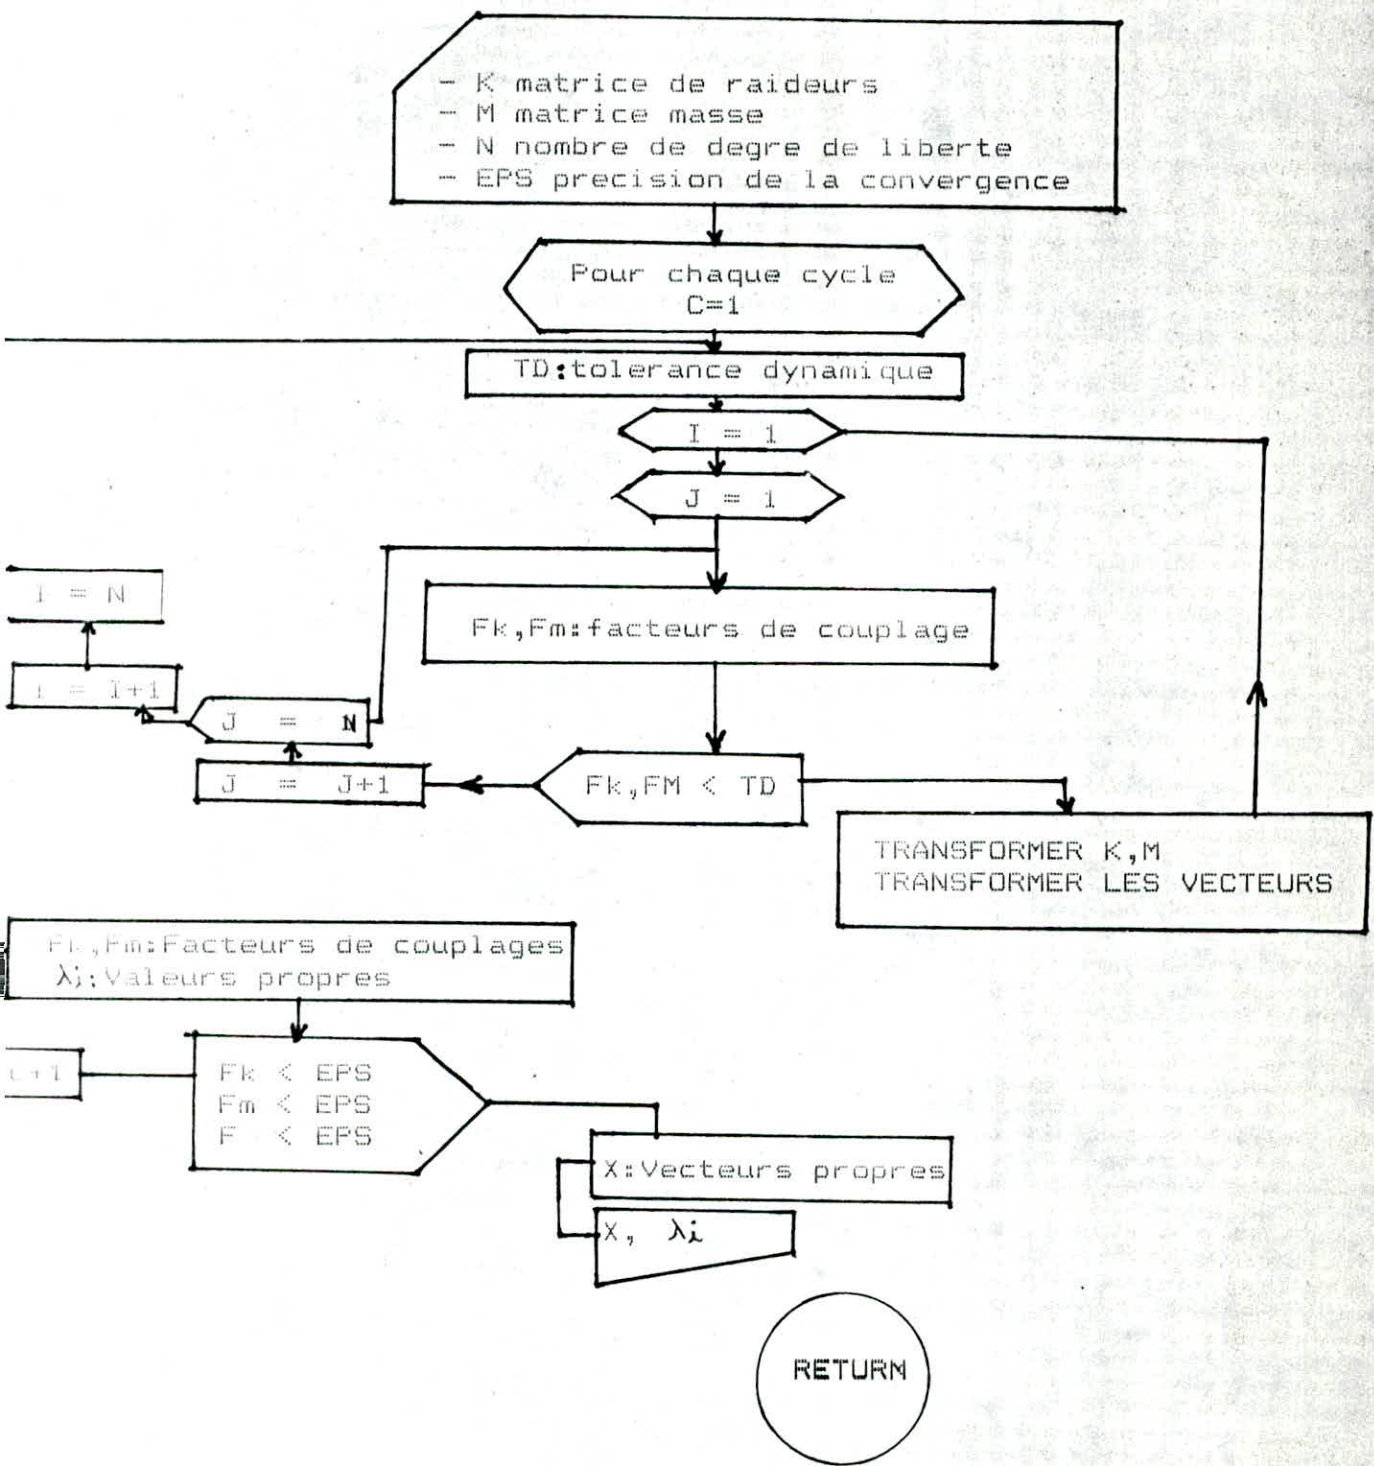 - K matrice de raideurs
- M matrice masse
- N nombre de degre de liberte
- EPS precision de la convergence
Pour chaque cycle
C=1
TD:tolerance dynamique
I = 1
J = 1
I = N
Fk,Fm:facteurs de couplage
I = I+1
J = N
J = J+1
Fk,FM < TD
TRANSFORMER K,M
TRANSFORMER LES VECTEURS
Fk,Fm:Facteurs de couplages
λi:Valeurs propres
+1
Fk < EPS
Fm < EPS
F < EPS
X:Vecteurs propres
X, λi
RETURN